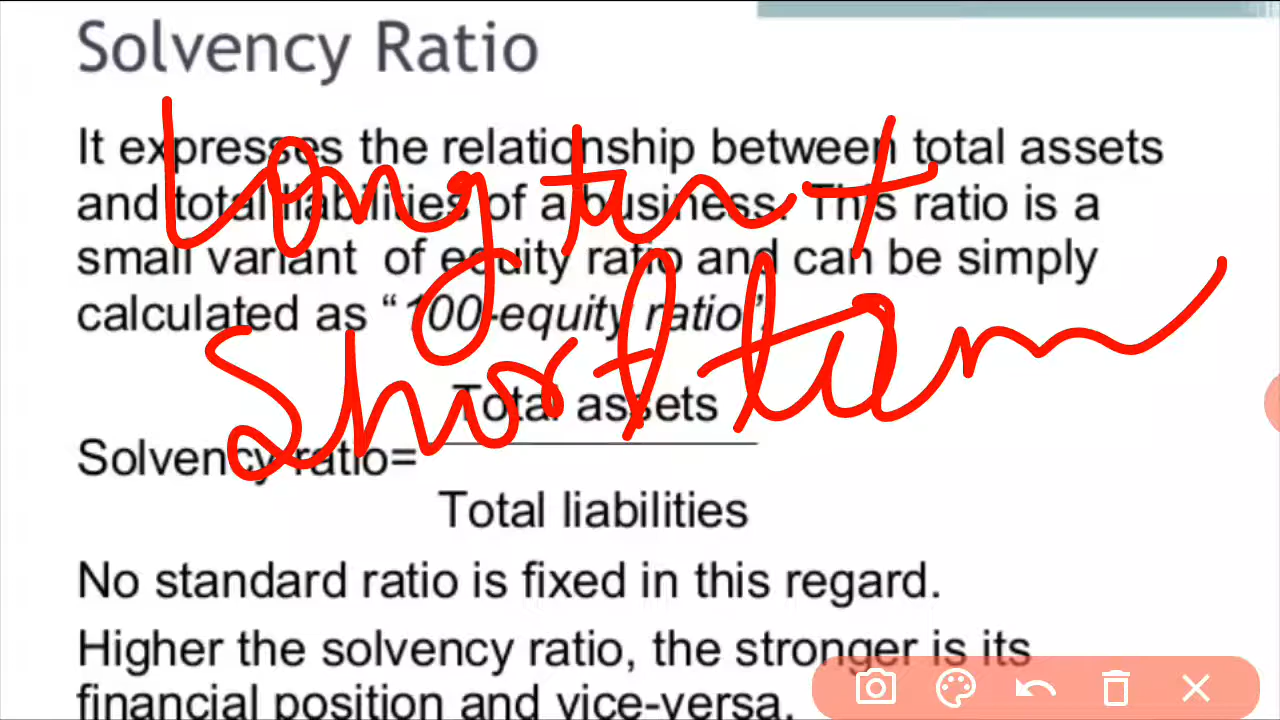 Solvency Ratio
It expresses the relationship between total assets
and total liabilities of a business. This ratio is a
small variant of equity ratio and can be simply
calculated as “100-equity ratio”.
Long term +
Short term
Total assets
Solvency ratio=
Total liabilities
No standard ratio is fixed in this regard.
Higher the solvency ratio, the stronger is its
financial position and vice-versa.